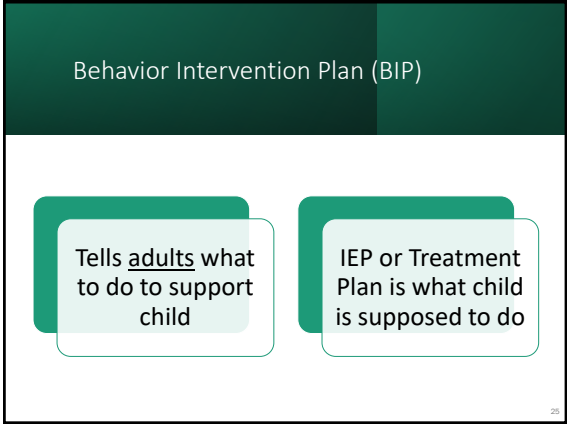 Behavior Intervention Plan (BIP)
Tells adults what
to do to support
child
IEP or Treatment
Plan is what child
is supposed to do
25